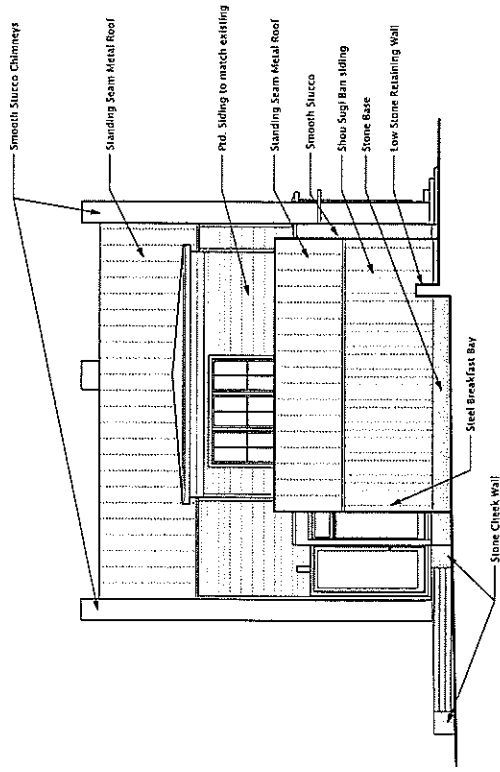 Smooth Stucco Chimneys
Standing Seam Metal Roof
Ptd. Siding to match existing
Standing Seam Metal Roof
Smooth Stucco
Shou Sugi Ban siding
Stone Base
Low Stone Retaining Wall
Steel Breakfast Bay
Stone Cheek Wall